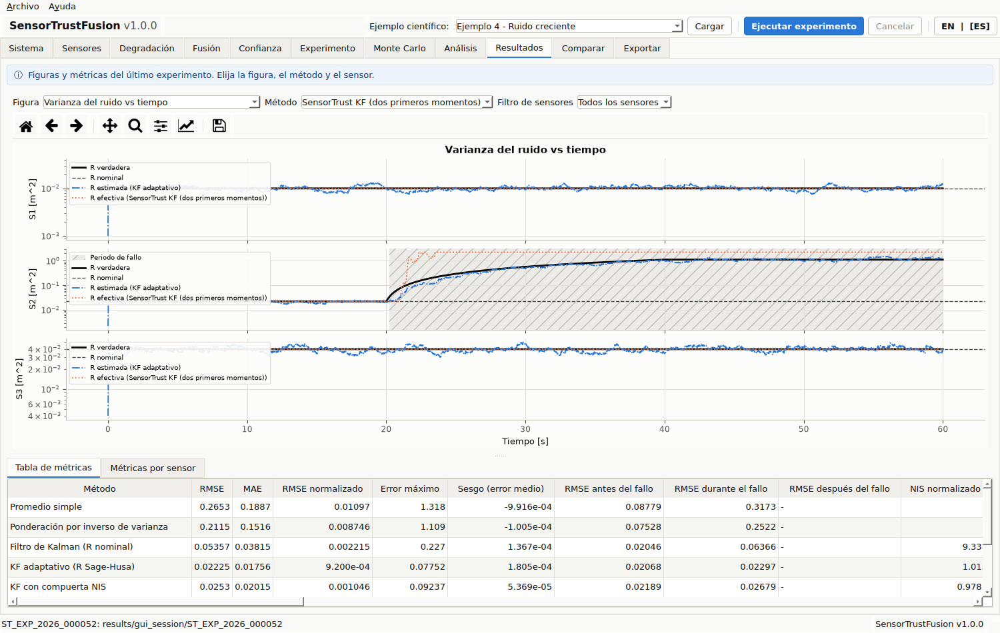 Archivo Ayuda
SensorTrustFusion v1.0.0
Ejemplo científico: Ejemplo 4 - Ruido creciente Cargar Ejecutar experimento Cancelar EN | [ES]
Sistema Sensores Degradación Fusión Confianza Experimento Monte Carlo Análisis Resultados Comparar Exportar
ⓘ Figuras y métricas del último experimento. Elija la figura, el método y el sensor.
Figura Varianza del ruido vs tiempo Método SensorTrust KF (dos primeros momentos) Filtro de sensores Todos los sensores
Varianza del ruido vs tiempo
S1 [m^2]
10⁻²
10⁻³
R verdadera
R nominal
R estimada (KF adaptativo)
R efectiva (SensorTrust KF (dos primeros momentos))
S2 [m^2]
10⁰
10⁻¹
10⁻²
Periodo de fallo
R verdadera
R nominal
R estimada (KF adaptativo)
R efectiva (SensorTrust KF (dos primeros momentos))
S3 [m^2]
4 × 10⁻²
3 × 10⁻²
2 × 10⁻²
10⁻²
6 × 10⁻³
4 × 10⁻³
R verdadera
R nominal
R estimada (KF adaptativo)
R efectiva (SensorTrust KF (dos primeros momentos))
0 10 20 30 40 50 60
Tiempo [s]
Tabla de métricas Métricas por sensor
Método RMSE MAE RMSE normalizado Error máximo Sesgo (error medio) RMSE antes del fallo RMSE durante el fallo RMSE después del fallo NIS normalizado
Promedio simple 0.2653 0.1887 0.01097 1.318 -9.916e-04 0.08779 0.3173 -
Ponderación por inverso de varianza 0.2115 0.1516 0.008746 1.109 -1.005e-04 0.07528 0.2522 -
Filtro de Kalman (R nominal) 0.05357 0.03815 0.002215 0.227 1.367e-04 0.02046 0.06366 - 9.33
KF adaptativo (R Sage-Husa) 0.02225 0.01756 9.200e-04 0.07752 1.805e-04 0.02068 0.02297 - 1.01
KF con compuerta NIS 0.0253 0.02015 0.001046 0.09237 5.369e-05 0.02189 0.02679 - 0.978
ST_EXP_2026_000052: results/gui_session/ST_EXP_2026_000052 SensorTrustFusion v1.0.0